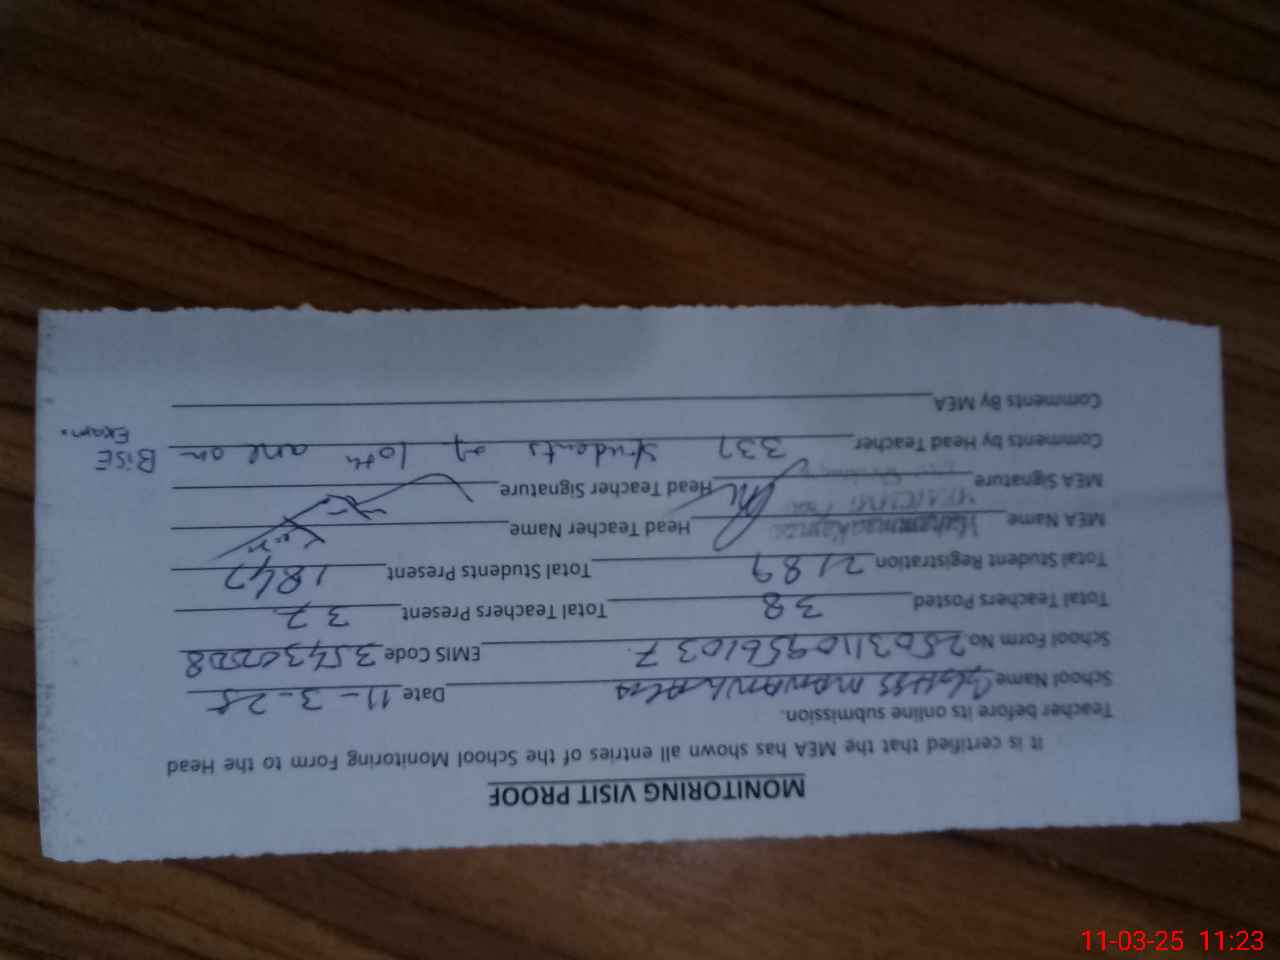 MONITORING VISIT PROOF
It is certified that the MEA has shown all entries of the School Monitoring Form to the Head
Teacher before its online submission.
School Name GGHSS Date 11-3-25
School Form No. 25031109561037 EMIS Code 35430208
Total Teachers Posted 38 Total Teachers Present 37
Total Student Registration 2189 Total Students Present 1847
MEA Name Head Teacher Name
MEA Signature Head Teacher Signature
Comments by Head Teacher 337 students of 10th are on BISE
Exam.
Comments By MEA
11-03-25 11:23